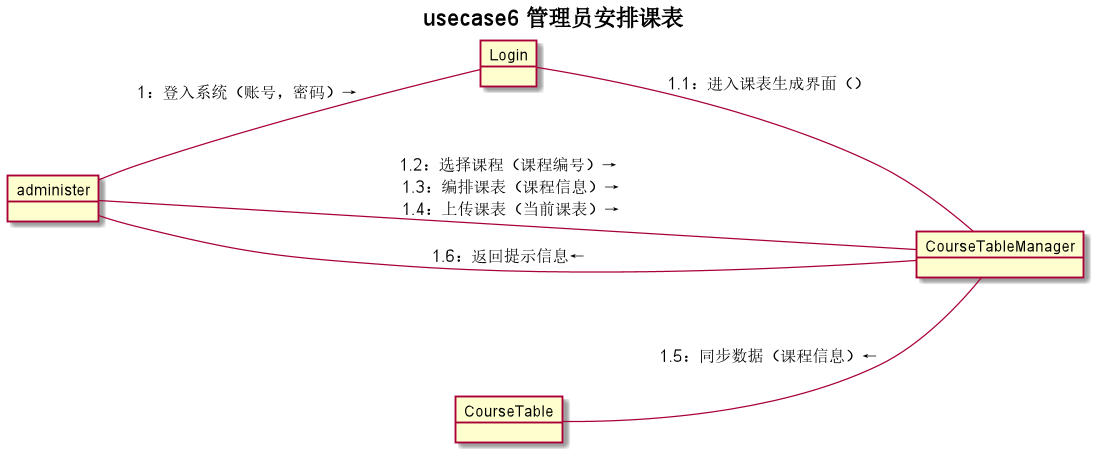 usecase6 管理员安排课表
Login
1：登入系统（账号，密码）→
1.1：进入课表生成界面（）
1.2：选择课程（课程编号）→
1.3：编排课表（课程信息）→
1.4：上传课表（当前课表）→
administer
CourseTableManager
1.6：返回提示信息←
1.5：同步数据（课程信息）←
CourseTable